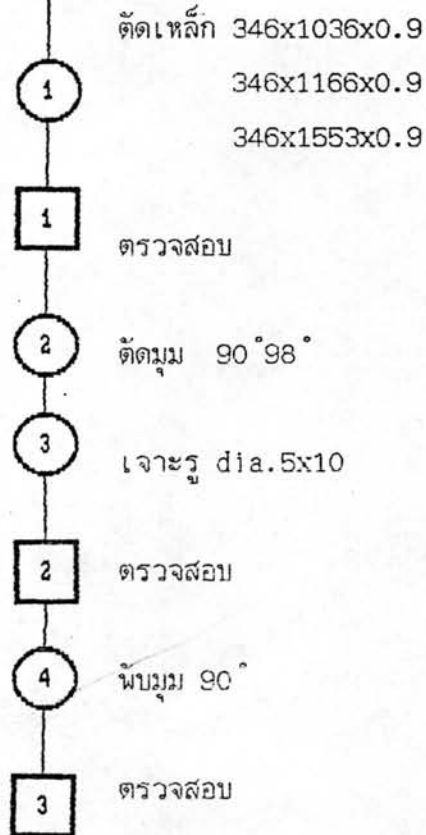 ตัดเหล็ก 346x1036x0.9
1 346x1166x0.9
346x1553x0.9
1
ตรวจสอบ
2 ตัดมุม 90°98°
3 เจาะรู dia.5x10
2 ตรวจสอบ
4 พับมุม 90°
3 ตรวจสอบ